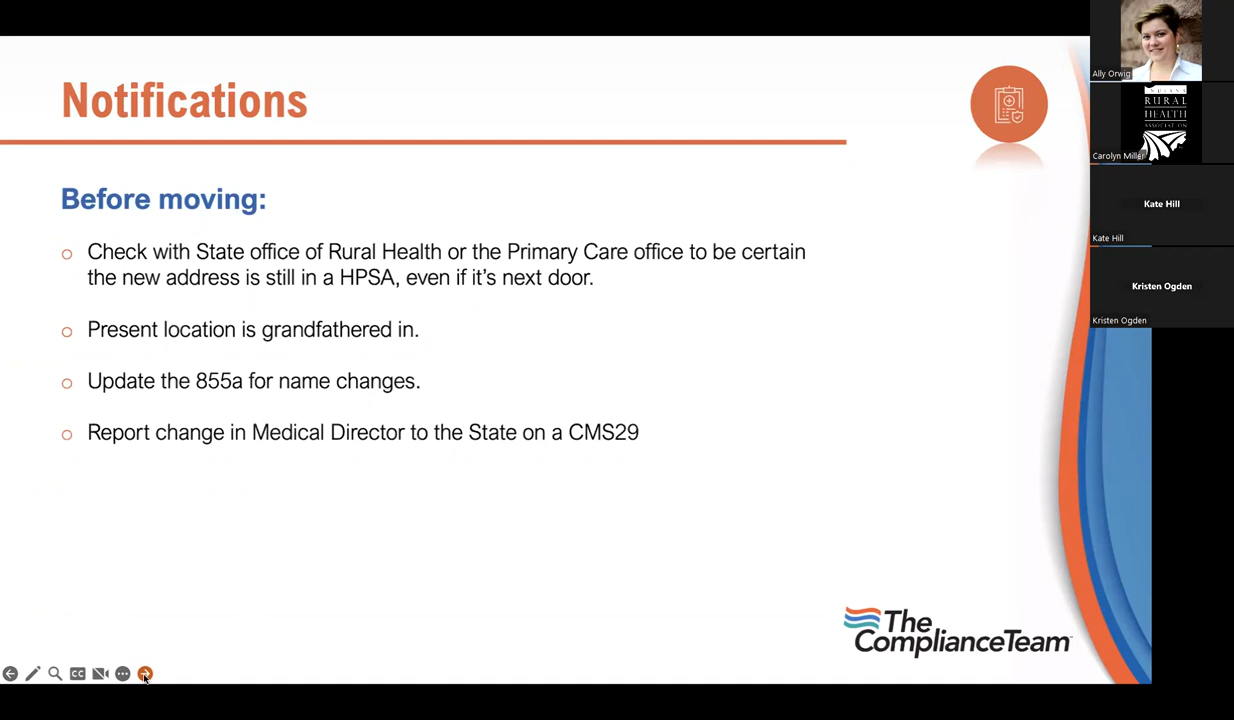 Notifications
Before moving:
Check with State office of Rural Health or the Primary Care office to be certain
the new address is still in a HPSA, even if it's next door.
Present location is grandfathered in.
Update the 855a for name changes.
Report change in Medical Director to the State on a CMS29
The
ComplianceTeam
CC
Ally Orwig
INDIANA
RURAL
HEALTH
ASSOCIATION
Carolyn Miller
Kate Hill
Kate Hill
Kristen Ogden
Kristen Ogden